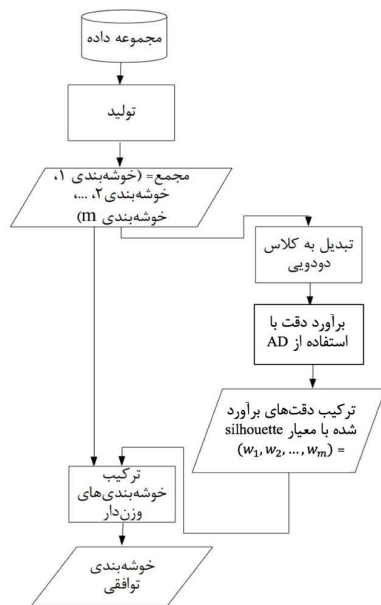 مجموعه داده
تولید
مجمع= (خوشه‌بندی ۱،
خوشه‌بندی۲، ...،
خوشه‌بندی m)
تبدیل به کلاس
دودویی
برآورد دقت با
استفاده از AD
ترکیب دقت‌های برآورد
شده با معیار silhouette
= (w₁, w₂, …, wₘ)
ترکیب
خوشه‌بندی‌های
وزن‌دار
خوشه‌بندی
توافقی